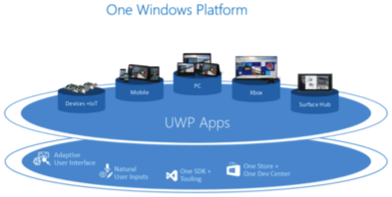 One Windows Platform
Devices +IoT
Mobile
PC
Xbox
Surface Hub
UWP Apps
Adaptive
User Interface
Natural
User Inputs
One SDK +
Tooling
One Store +
One Dev Center